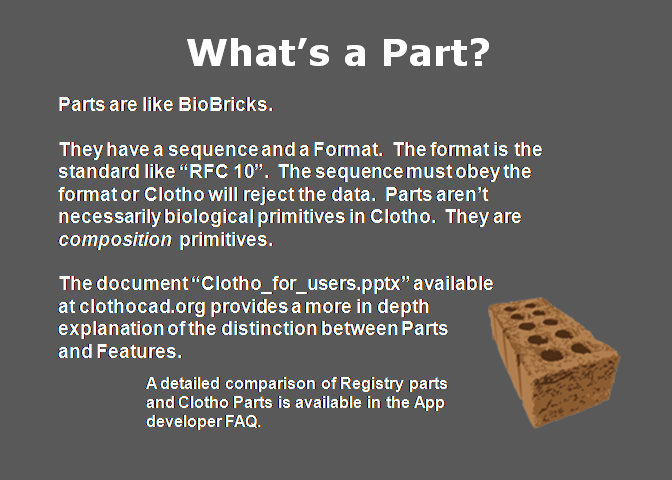 What’s a Part?
Parts are like BioBricks.
They have a sequence and a Format.  The format is the
standard like “RFC 10”.  The sequence must obey the
format or Clotho will reject the data.  Parts aren’t
necessarily biological primitives in Clotho.  They are
composition primitives.
The document “Clotho_for_users.pptx” available
at clothocad.org provides a more in depth
explanation of the distinction between Parts
and Features.
A detailed comparison of Registry parts
and Clotho Parts is available in the App
developer FAQ.